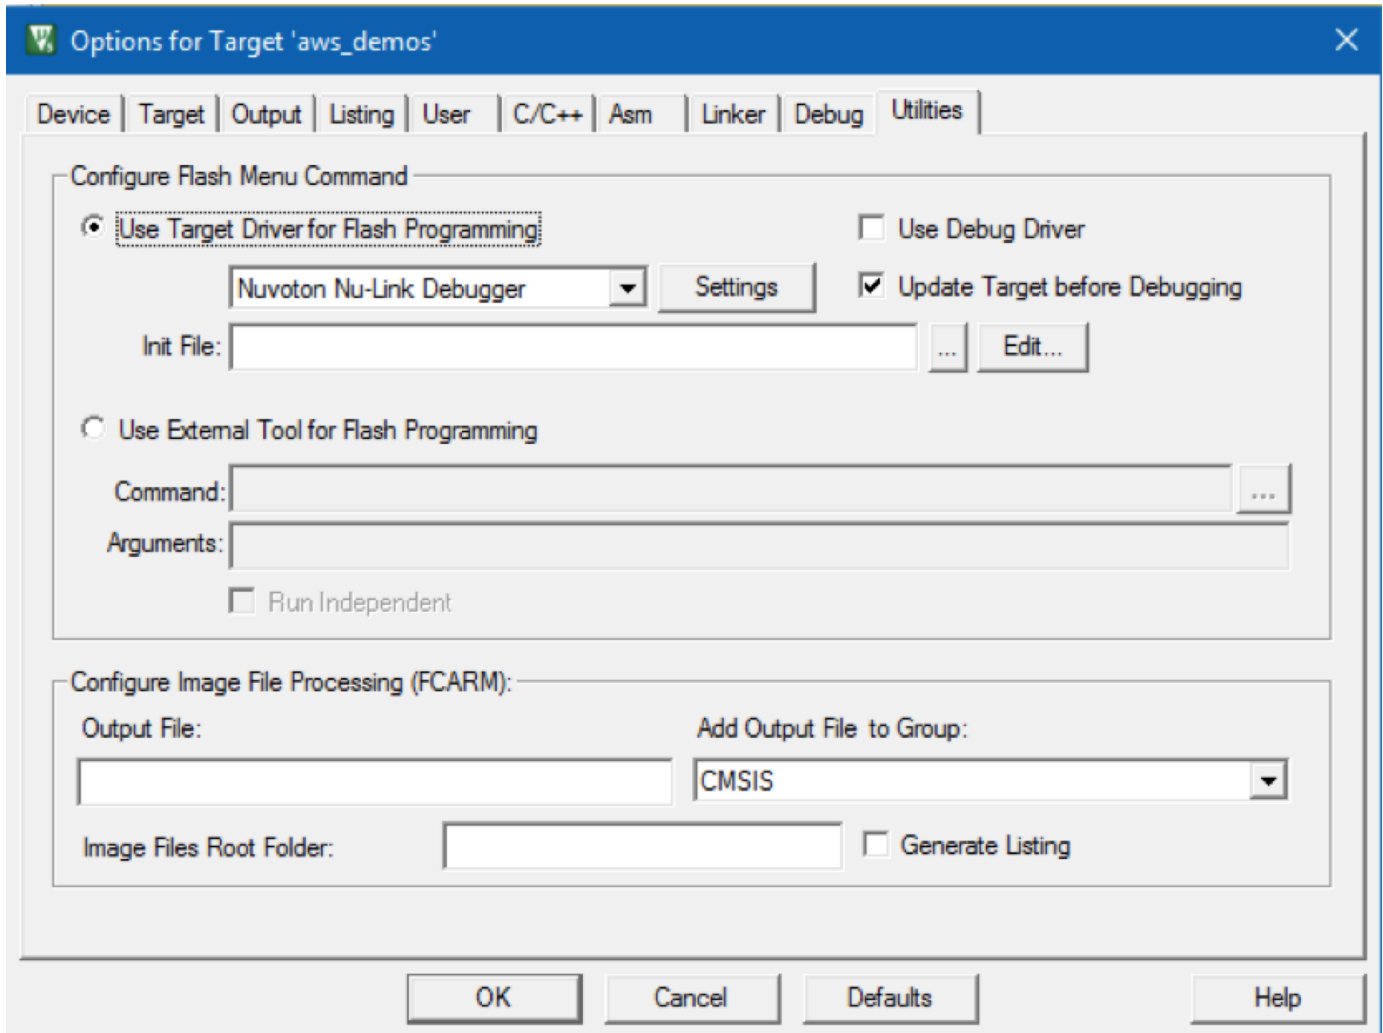 Options for Target 'aws_demos'
Device Target Output Listing User C/C++ Asm Linker Debug Utilities
Configure Flash Menu Command
Use Target Driver for Flash Programming Use Debug Driver
Nuvoton Nu-Link Debugger Settings Update Target before Debugging
Init File: ... Edit...
Use External Tool for Flash Programming
Command: ...
Arguments:
Run Independent
Configure Image File Processing (FCARM):
Output File: Add Output File to Group:
CMSIS
Image Files Root Folder: Generate Listing
OK Cancel Defaults Help